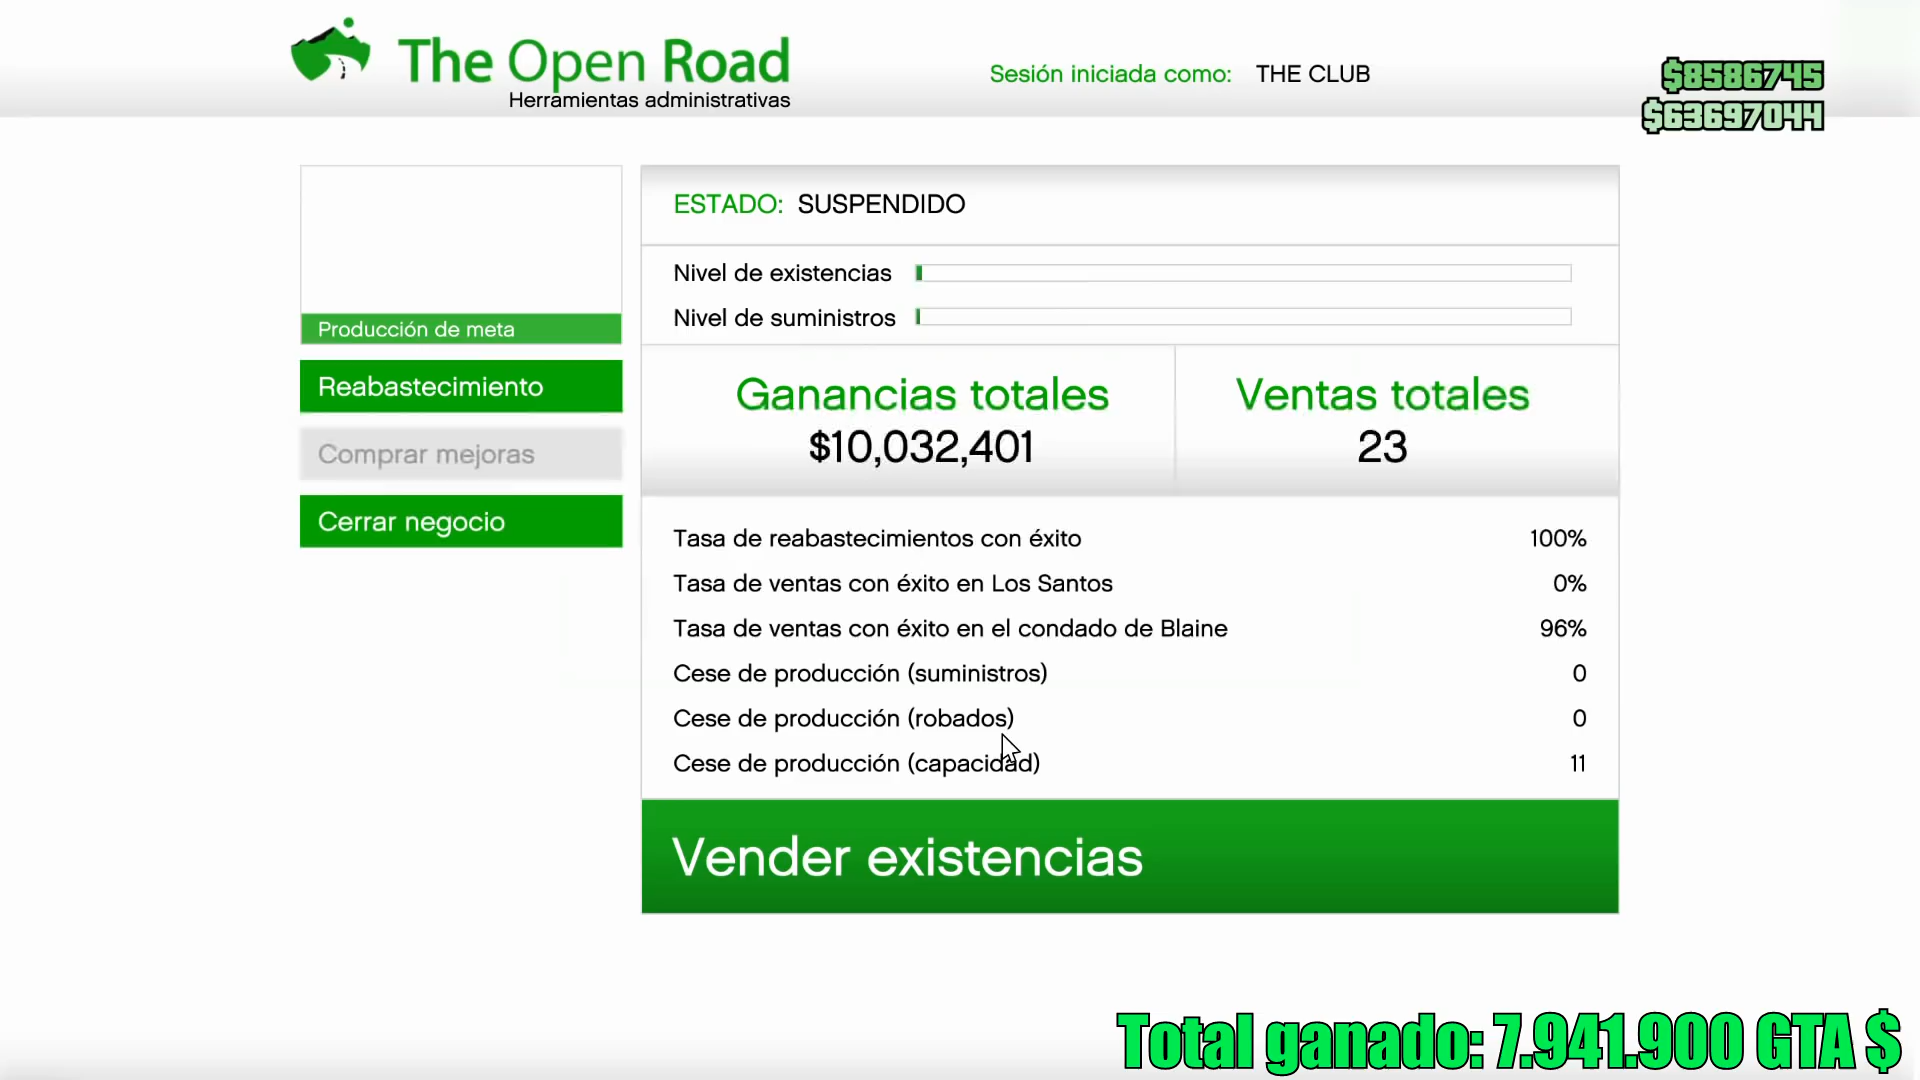 The Open Road
Herramientas administrativas
Sesión iniciada como: THE CLUB
$8586745
$63697044
Producción de meta
Reabastecimiento
Comprar mejoras
Cerrar negocio
ESTADO: SUSPENDIDO
Nivel de existencias
Nivel de suministros
Ganancias totales
$10,032,401
Ventas totales
23
Tasa de reabastecimientos con éxito 100%
Tasa de ventas con éxito en Los Santos 0%
Tasa de ventas con éxito en el condado de Blaine 96%
Cese de producción (suministros) 0
Cese de producción (robados) 0
Cese de producción (capacidad) 11
Vender existencias
Total ganado: 7.941.900 GTA $